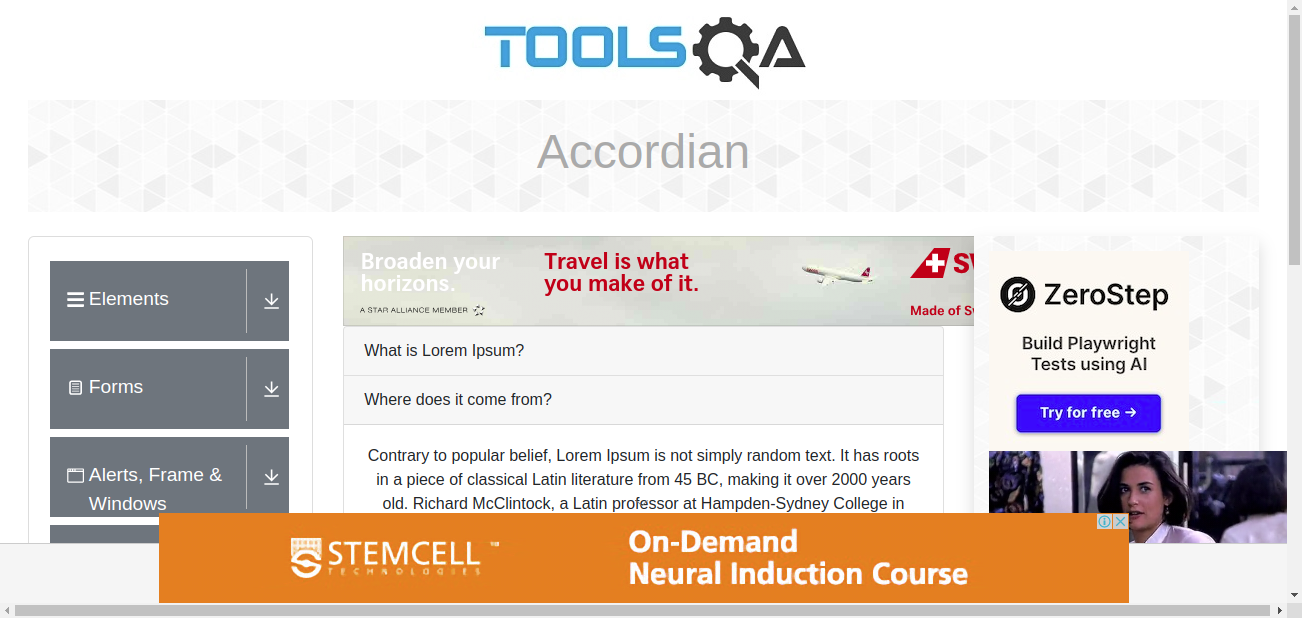 TOOLSQA
Accordian
Elements
Forms
Alerts, Frame &
Windows
Broaden your
horizons.
A STAR ALLIANCE MEMBER
Travel is what
you make of it.
Made of
What is Lorem Ipsum?
Where does it come from?
Contrary to popular belief, Lorem Ipsum is not simply random text. It has roots
in a piece of classical Latin literature from 45 BC, making it over 2000 years
old. Richard McClintock, a Latin professor at Hampden-Sydney College in
ZeroStep
Build Playwright
Tests using AI
Try for free →
STEMCELL™
TECHNOLOGIES
On-Demand
Neural Induction Course